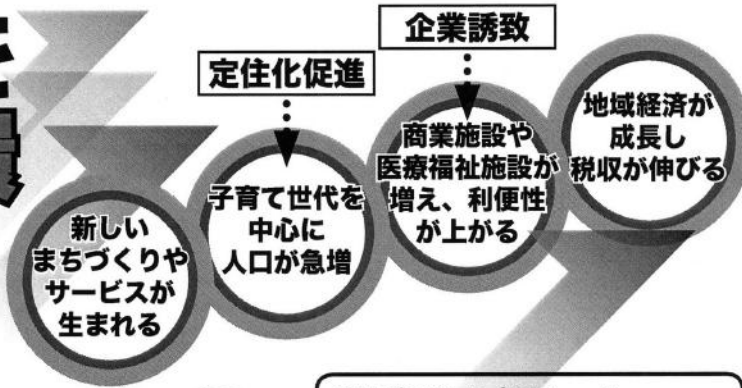 企業誘致
定住化促進
地域経済が
成長し
税収が伸びる
商業施設や
医療福祉施設が
増え、利便性
が上がる
子育て世代を
中心に
人口が急増
新しい
まちづくりや
サービスが
生まれる